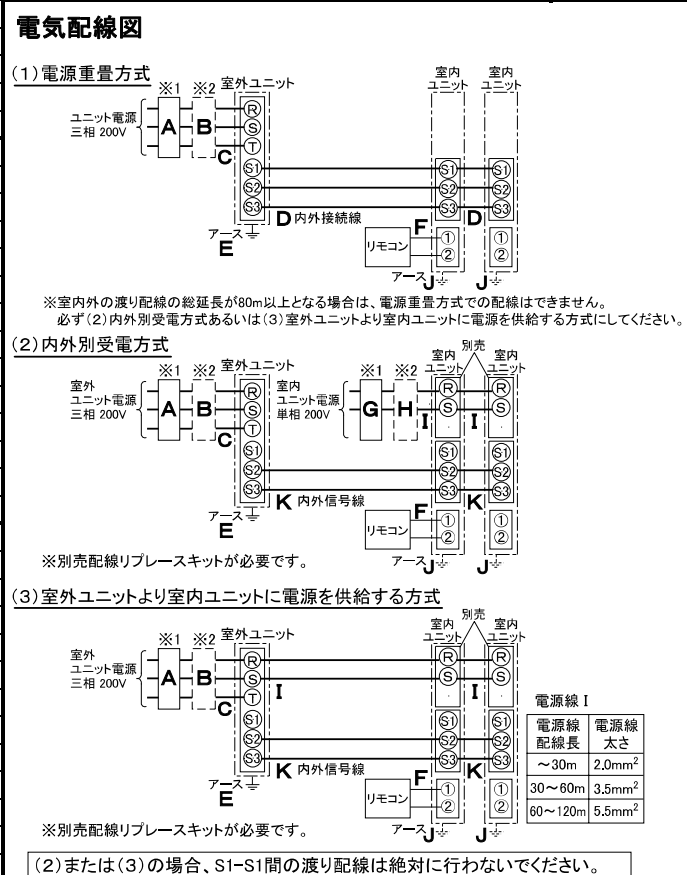 電気配線図
(1)電源重畳方式
※1 ※2 室外ユニット
室内
ユニット
室内
ユニット
ユニット電源
三相 200V
A B C
R
S
T
S1
S2
S3
D 内外接続線
アース
E
S1
S2
S3
D
S1
S2
S3
F
リモコン
①
②
①
②
アース J J
※室内外の渡り配線の総延長が80m以上となる場合は、電源重畳方式での配線はできません。
必ず(2)内外別受電方式あるいは(3)室外ユニットより室内ユニットに電源を供給する方式にしてください。
(2)内外別受電方式
※1 ※2 室外ユニット
室外
ユニット電源
三相 200V
A B C
R
S
T
S1
S2
S3
K 内外信号線
アース
E
※1 ※2
室内
ユニット電源
単相 200V
G H I
室内
ユニット
別売
室内
ユニット
R
S
I
R
S
S1
S2
S3
K
S1
S2
S3
F
リモコン
①
②
①
②
アース J J
※別売配線リプレースキットが必要です。
(3)室外ユニットより室内ユニットに電源を供給する方式
※1 ※2 室外ユニット
室外
ユニット電源
三相 200V
A B C
R
S
T
S1
S2
S3
I
K 内外信号線
アース
E
室内
ユニット
別売
室内
ユニット
R
S
I
R
S
S1
S2
S3
K
S1
S2
S3
F
リモコン
①
②
①
②
アース J J
※別売配線リプレースキットが必要です。
電源線 I
電源線
配線長
電源線
太さ
～30m 2.0mm²
30～60m 3.5mm²
60～120m 5.5mm²
(2)または(3)の場合、S1-S1間の渡り配線は絶対に行わないでください。